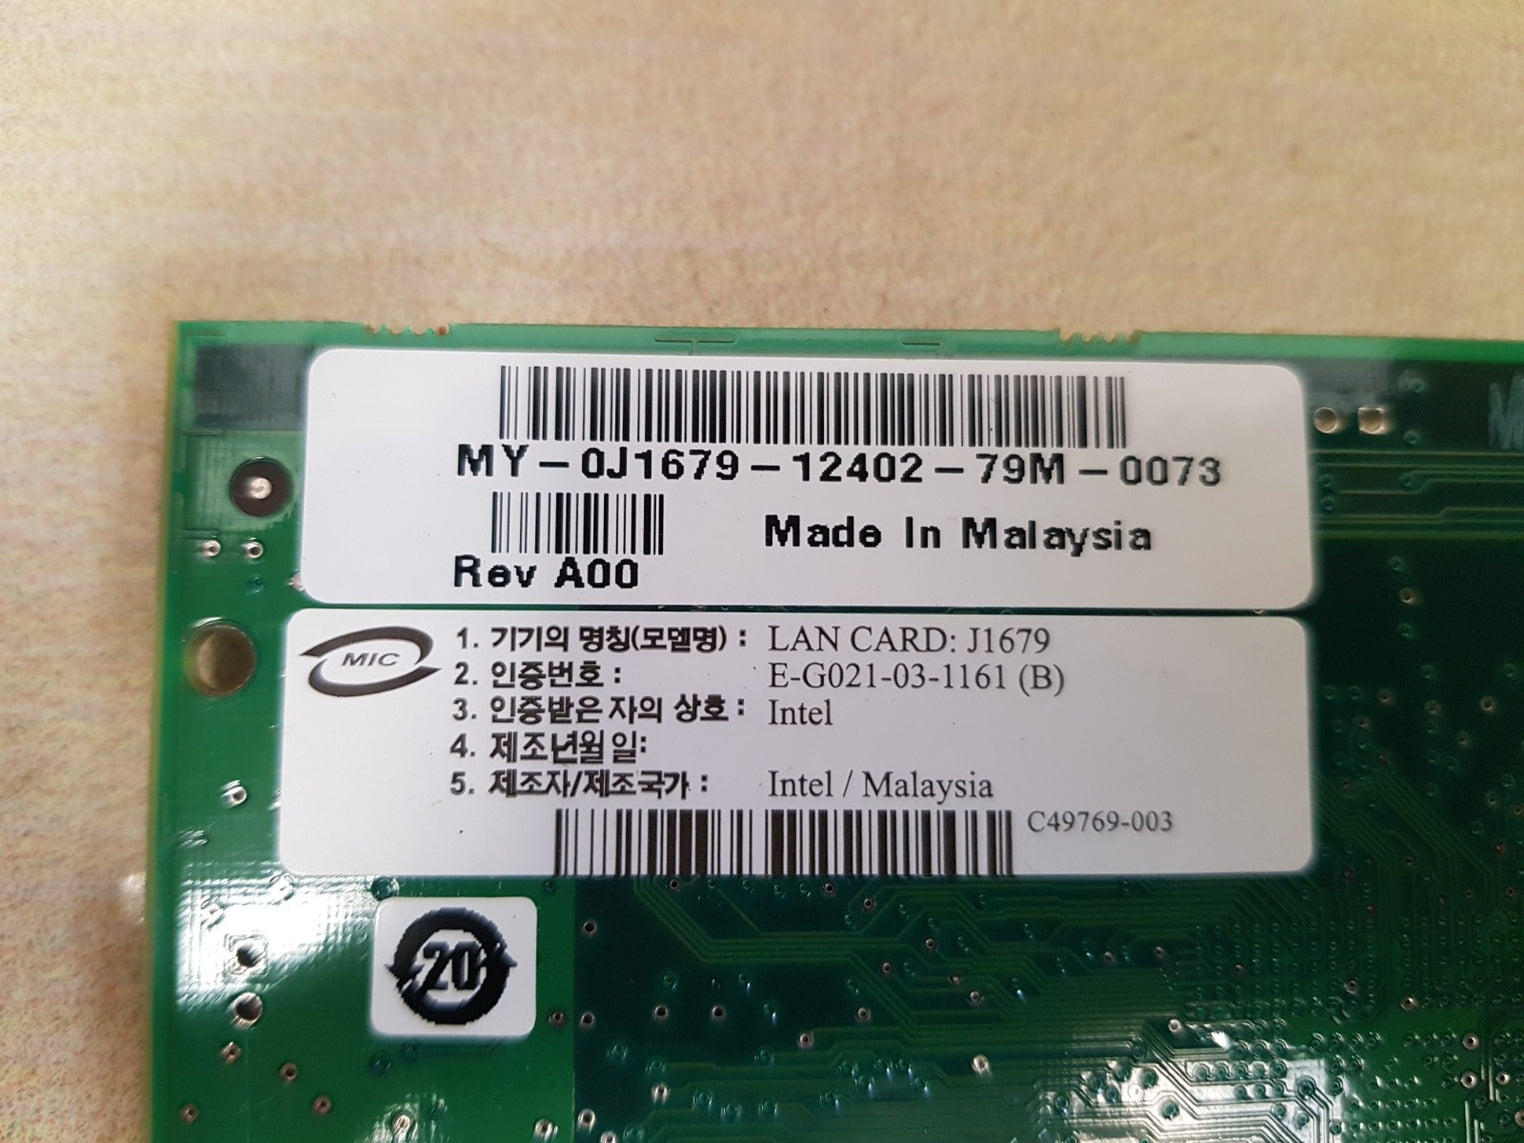 MY-0J1679-12402-79M-0073
Made In Malaysia
Rev A00
MIC
1. 기기의 명칭(모델명) : LAN CARD: J1679
2. 인증번호 : E-G021-03-1161 (B)
3. 인증받은 자의 상호 : Intel
4. 제조년월일:
5. 제조자/제조국가 : Intel / Malaysia
C49769-003
20